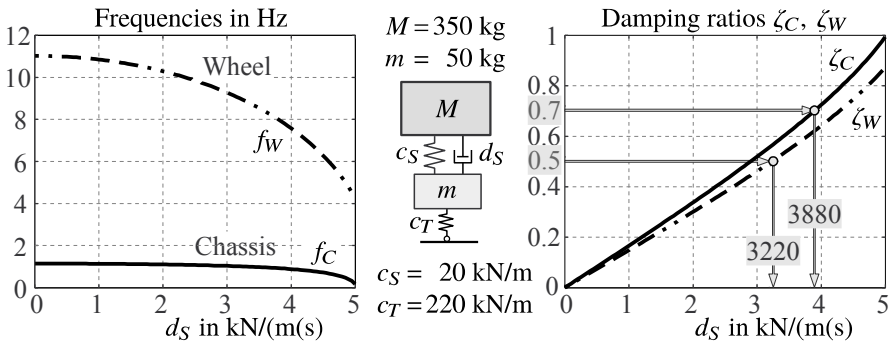 Frequencies in Hz
12
10
8
6
4
2
0
Wheel
f_W
Chassis
f_C
0 1 2 3 4 5
d_S in kN/(m(s)
M = 350 kg
m = 50 kg
M
c_S
d_S
m
c_T
c_S = 20 kN/m
c_T = 220 kN/m
Damping ratios ζ_C, ζ_W
1
0.8
0.7
0.6
0.5
0.4
0.2
0
ζ_C
ζ_W
3880
3220
0 1 2 3 4 5
d_S in kN/(m(s)